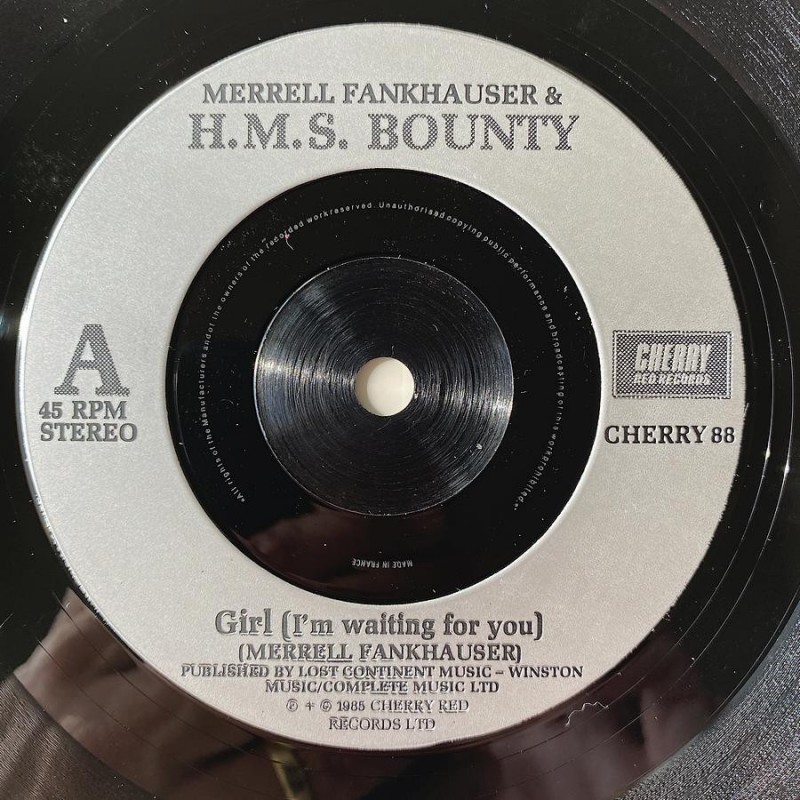 MERRELL FANKHAUSER &
H.M.S. BOUNTY
*All rights of the Manufacturers and of the owners of the recorded work reserved. Unauthorised copying public performance and broadcasting of this work prohibited.*
A
45 RPM
STEREO
CHERRY
RED RECORDS
CHERRY 88
MADE IN FRANCE
Girl (I'm waiting for you)
(MERRELL FANKHAUSER)
PUBLISHED BY LOST CONTINENT MUSIC – WINSTON
MUSIC/COMPLETE MUSIC LTD
℗ + © 1985 CHERRY RED
RECORDS LTD